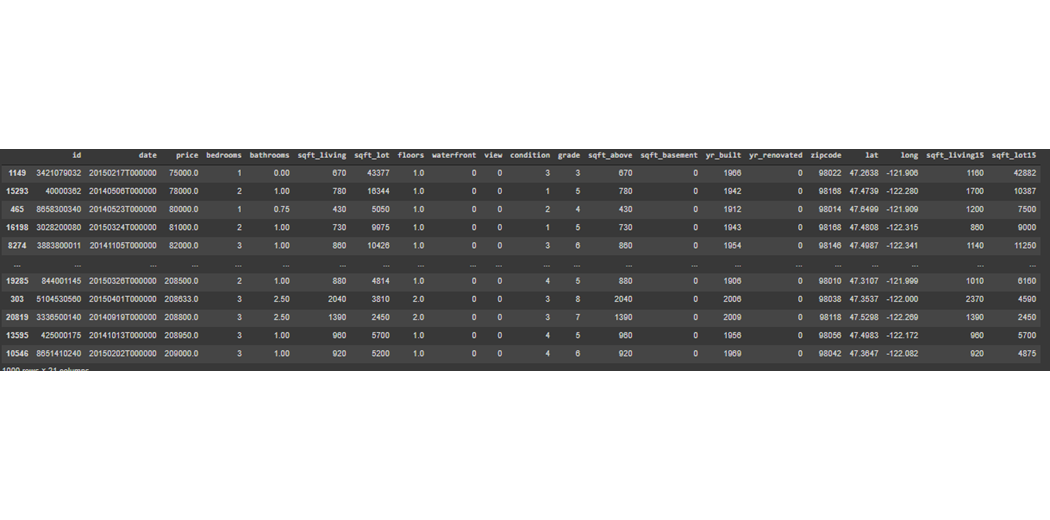 id date price bedrooms bathrooms sqft_living sqft_lot floors waterfront view condition grade sqft_above sqft_basement yr_built yr_renovated zipcode lat long sqft_living15 sqft_lot15
1149 3421079032 20150217T000000 75000.0 1 0.00 670 43377 1.0 0 0 3 3 670 0 1966 0 98022 47.2638 -121.906 1160 42882
15293 40000362 20140506T000000 78000.0 2 1.00 780 16344 1.0 0 0 1 5 780 0 1942 0 98168 47.4739 -122.280 1700 10387
465 8658300340 20140523T000000 80000.0 1 0.75 430 5050 1.0 0 0 2 4 430 0 1912 0 98014 47.6499 -121.909 1200 7500
16198 3028200080 20150324T000000 81000.0 2 1.00 730 9975 1.0 0 0 1 5 730 0 1943 0 98168 47.4808 -122.315 860 9000
8274 3883800011 20141105T000000 82000.0 3 1.00 860 10426 1.0 0 0 3 6 860 0 1954 0 98146 47.4987 -122.341 1140 11250
... ... ... ... ... ... ... ... ... ... ... ... ... ... ... ... ... ... ... ... ... ...
19285 844001145 20150326T000000 208500.0 2 1.00 880 4814 1.0 0 0 4 5 880 0 1906 0 98010 47.3107 -121.999 1010 6160
303 5104530560 20150401T000000 208633.0 3 2.50 2040 3810 2.0 0 0 3 8 2040 0 2006 0 98038 47.3537 -122.000 2370 4590
20819 3336500140 20140919T000000 208800.0 3 2.50 1390 2450 2.0 0 0 3 7 1390 0 2009 0 98118 47.5298 -122.269 1390 2450
13595 425000175 20141013T000000 208950.0 3 1.00 960 5700 1.0 0 0 4 5 960 0 1956 0 98056 47.4983 -122.172 960 5700
10546 8651410240 20150202T000000 209000.0 3 1.00 920 5200 1.0 0 0 4 6 920 0 1969 0 98042 47.3647 -122.082 920 4875
1000 rows × 21 columns